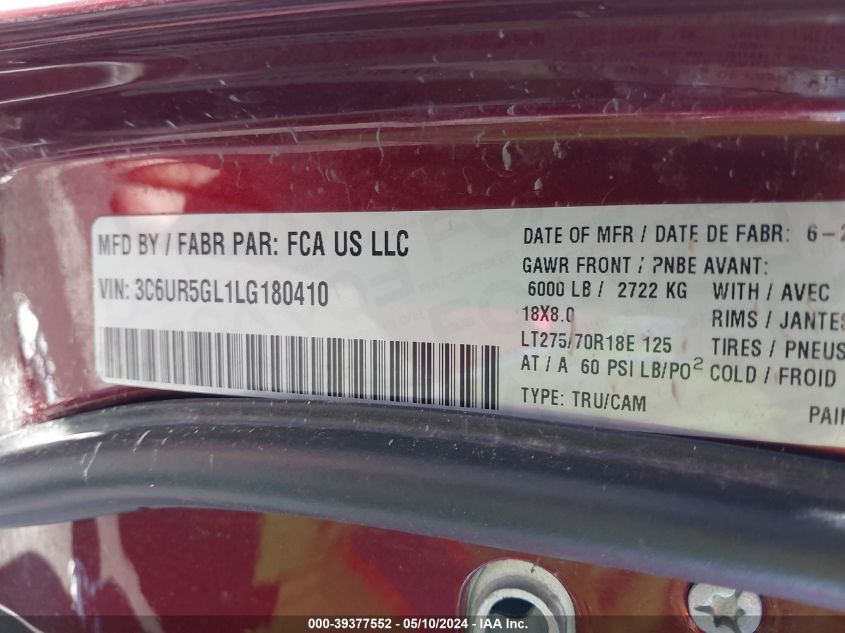 MFD BY / FABR PAR: FCA US LLC
VIN: 3C6UR5GL1LG180410
DATE OF MFR / DATE DE FABR: 6-2
GAWR FRONT / PNBE AVANT:
6000 LB / 2722 KG WITH / AVEC
18X8.0 RIMS / JANTES
LT275/70R18E 125 TIRES / PNEUS
AT / A 60 PSI LB/PO² COLD / FROID
TYPE: TRU/CAM
PAIN
000-39377552 - 05/10/2024 - IAA Inc.